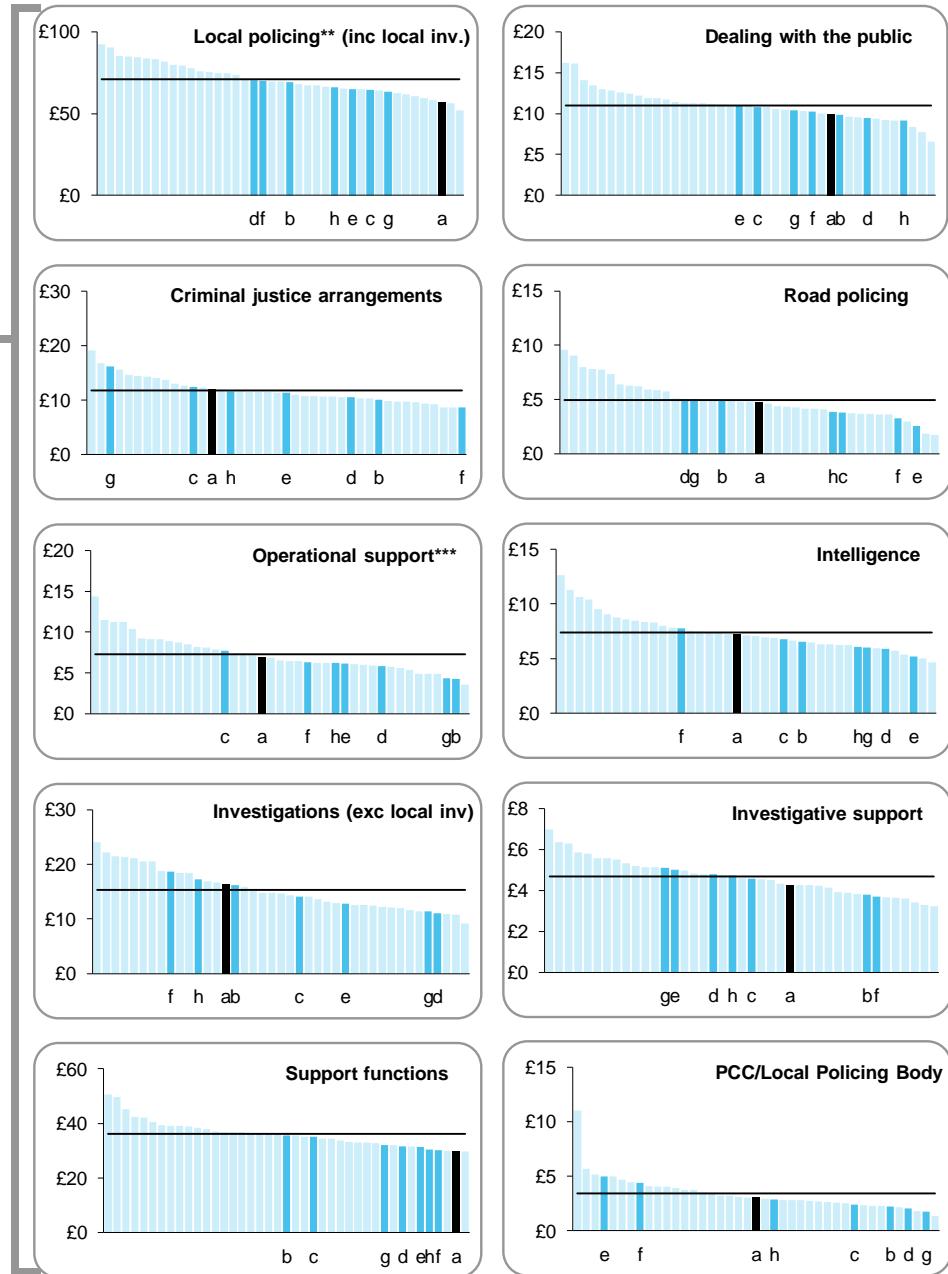 Local policing** (inc local inv.)
£100
£50
£0
df b h e c g a
Dealing with the public
£20
£15
£10
£5
£0
e c g f ab d h
Criminal justice arrangements
£30
£20
£10
£0
g c a h e d b f
Road policing
£15
£10
£5
£0
dg b a hc f e
Operational support***
£20
£15
£10
£5
£0
c a f he d gb
Intelligence
£15
£10
£5
£0
f a c b hg d e
Investigations (exc local inv)
£30
£20
£10
£0
f h ab c e gd
Investigative support
£8
£6
£4
£2
£0
ge d h c a bf
Support functions
£60
£40
£20
£0
b c g d ehf a
PCC/Local Policing Body
£15
£10
£5
£0
e f a h c b d g